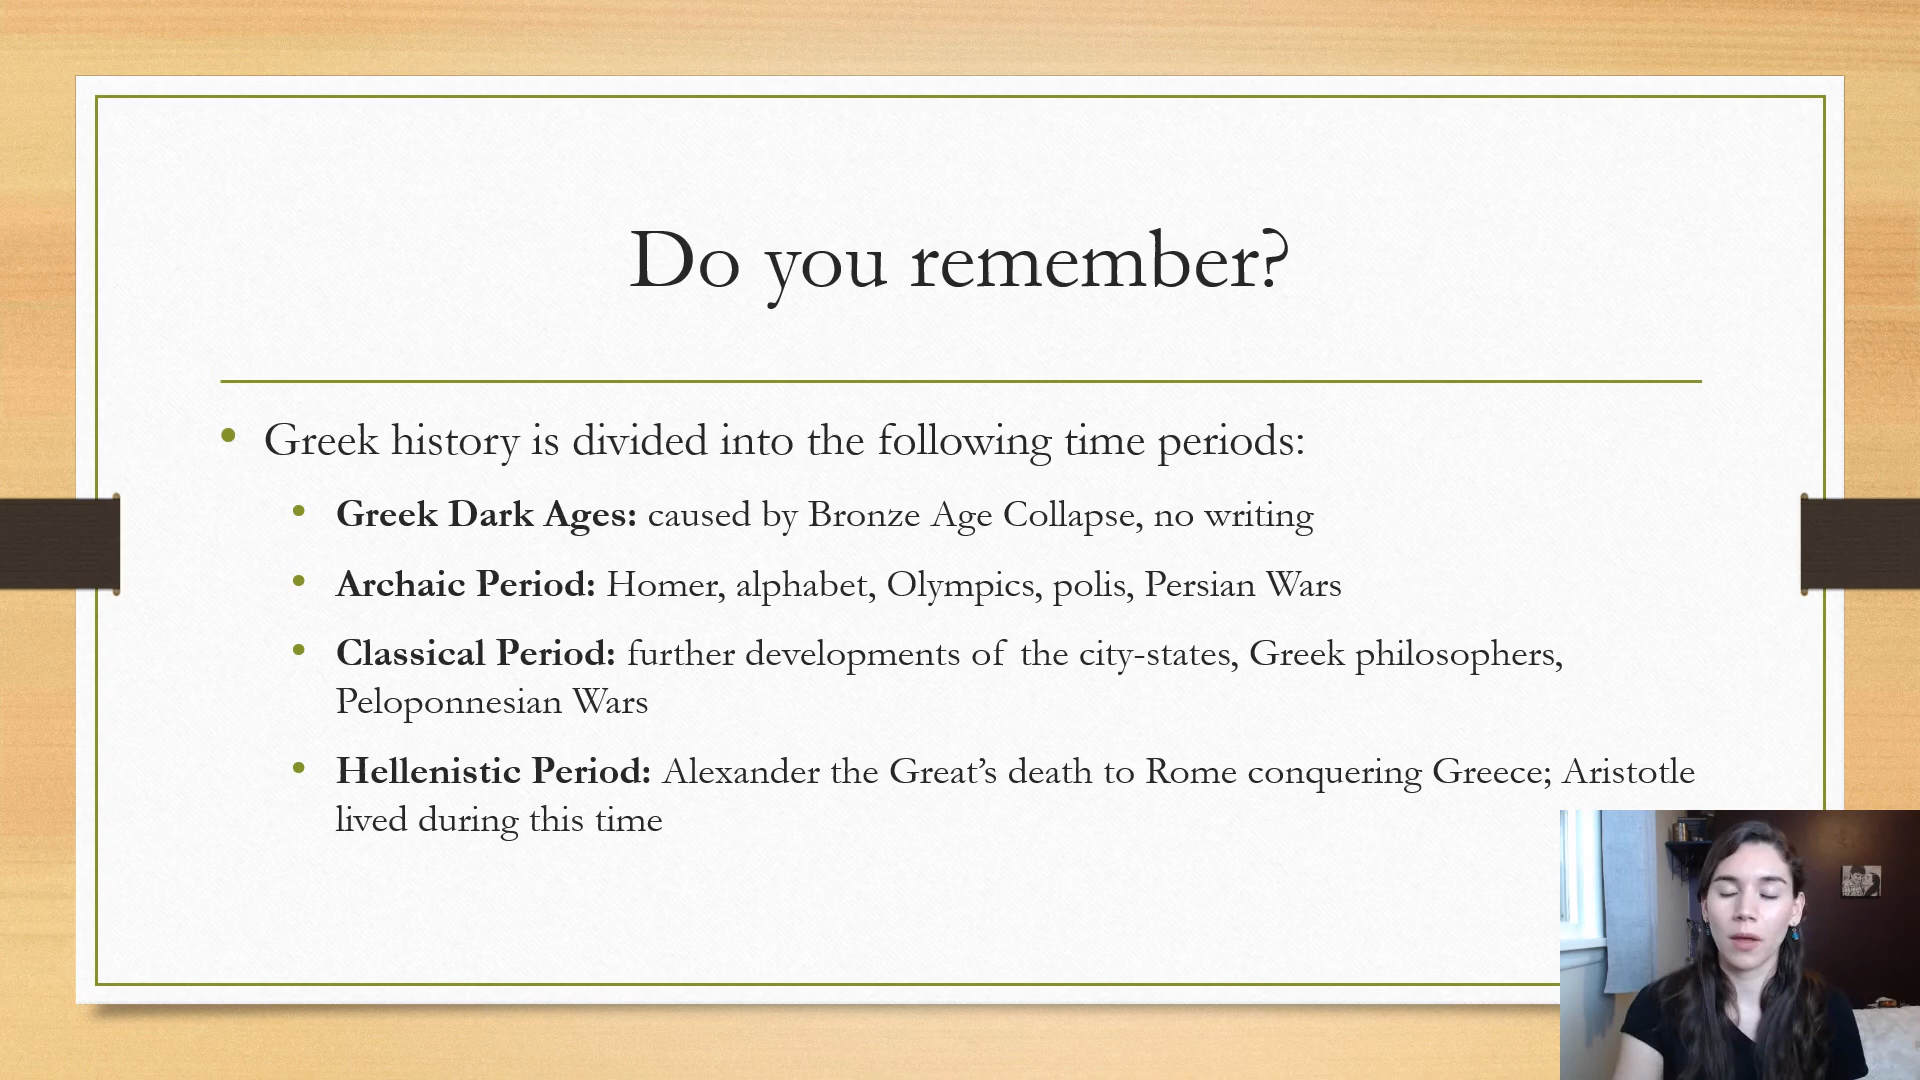 Do you remember?
• Greek history is divided into the following time periods:
• Greek Dark Ages: caused by Bronze Age Collapse, no writing
• Archaic Period: Homer, alphabet, Olympics, polis, Persian Wars
• Classical Period: further developments of the city-states, Greek philosophers,
Peloponnesian Wars
• Hellenistic Period: Alexander the Great’s death to Rome conquering Greece; Aristotle
lived during this time